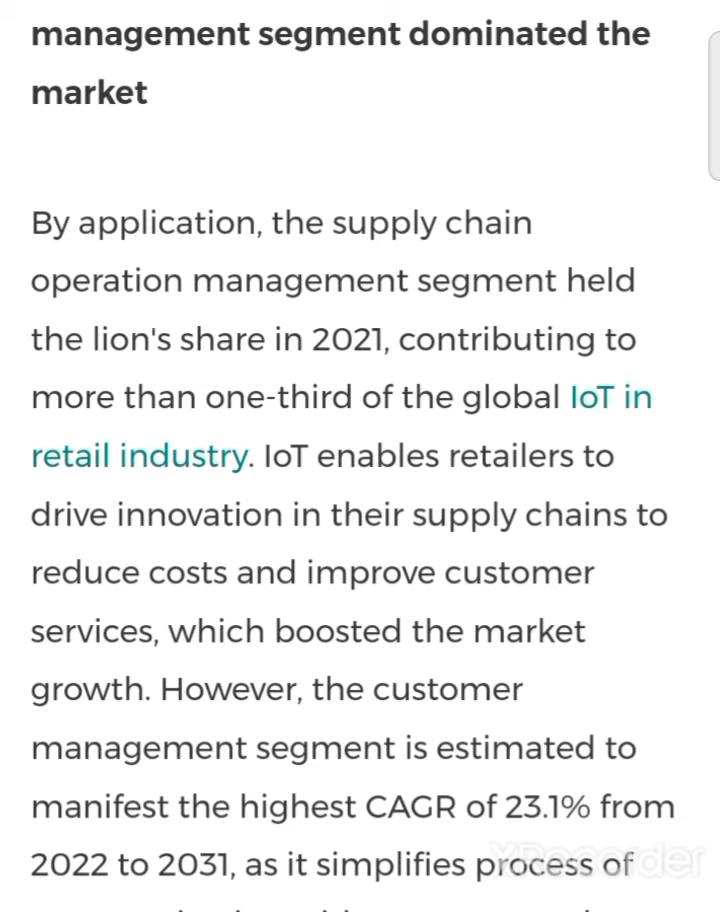 management segment dominated the
market
By application, the supply chain
operation management segment held
the lion's share in 2021, contributing to
more than one-third of the global IoT in
retail industry. IoT enables retailers to
drive innovation in their supply chains to
reduce costs and improve customer
services, which boosted the market
growth. However, the customer
management segment is estimated to
manifest the highest CAGR of 23.1% from
2022 to 2031, as it simplifies process of
XRecorder